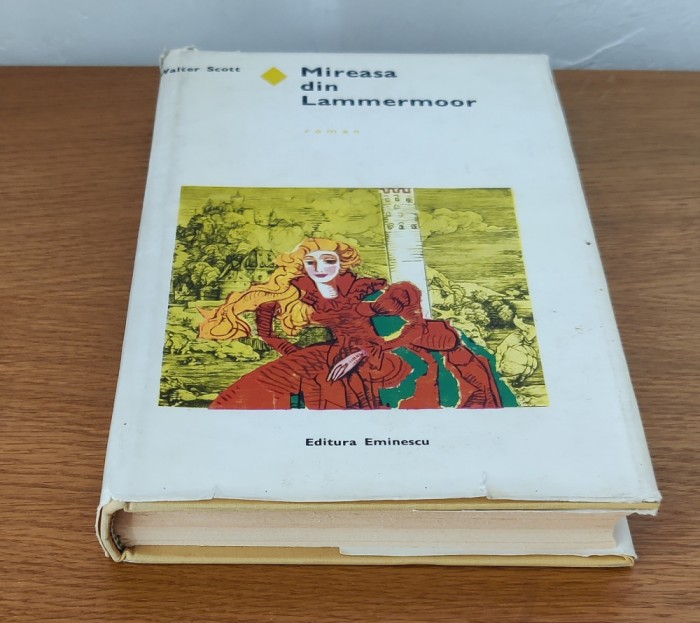 Walter Scott
Mireasa
din
Lammermoor
roman
Editura Eminescu